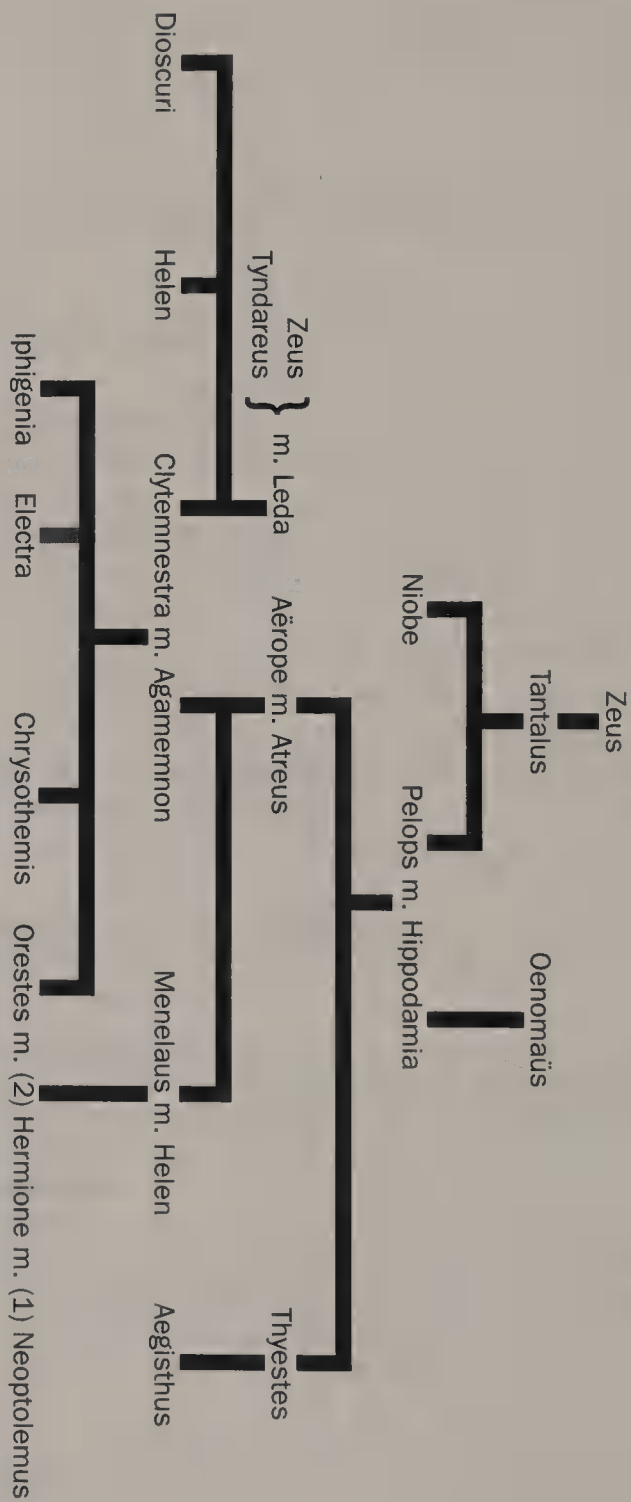 Zeus
Tantalus Oenomaüs
Niobe Pelops m. Hippodamia
Zeus
Tyndareus } m. Leda Aërope m. Atreus Thyestes
Dioscuri Helen Clytemnestra m. Agamemnon Menelaus m. Helen Aegisthus
Iphigenia Electra Chrysothemis Orestes m. (2) Hermione m. (1) Neoptolemus